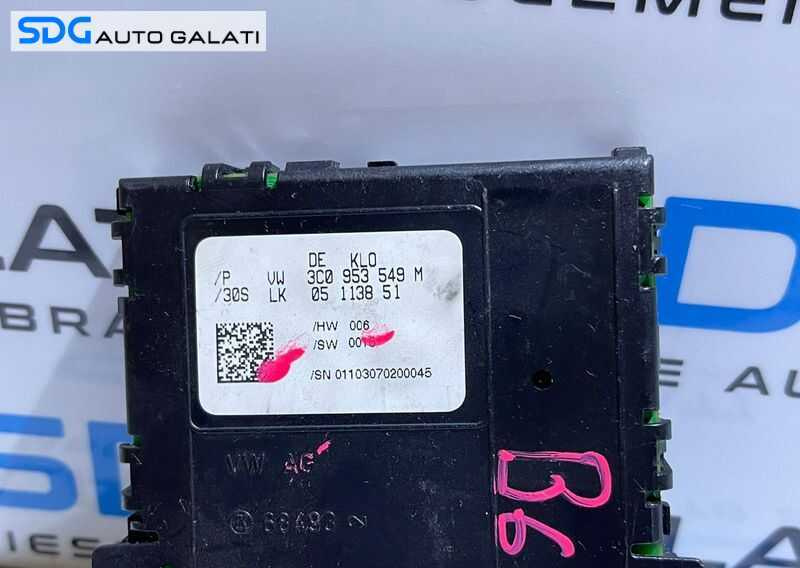 SDG AUTO GALATI
DE KLO
/P VW 3C0 953 549 M
/30S LK 05 1138 51
/HW 006
/SW
/SN 01103070200045
VW AG
B6